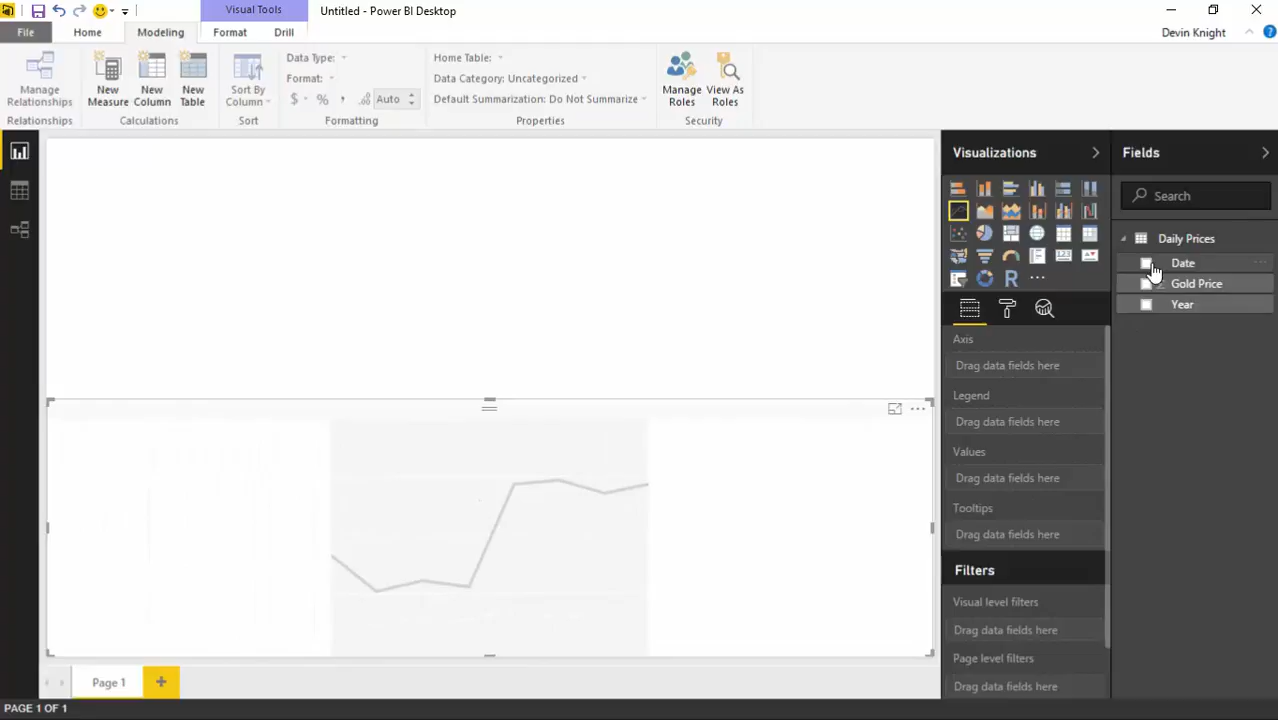 Visual Tools
Untitled - Power BI Desktop
File
Home
Modeling
Format
Drill
Devin Knight
Manage Relationships
New Measure
New Column
New Table
Sort By Column
Data Type:
Format:
$ % , Auto
Home Table:
Data Category: Uncategorized
Default Summarization: Do Not Summarize
Manage Roles
View As Roles
Relationships
Calculations
Sort
Formatting
Properties
Security
Visualizations
Fields
Search
Daily Prices
Date
Gold Price
Year
R
Axis
Drag data fields here
Legend
Drag data fields here
Values
Drag data fields here
Tooltips
Drag data fields here
Filters
Visual level filters
Drag data fields here
Page level filters
Drag data fields here
Page 1
PAGE 1 OF 1